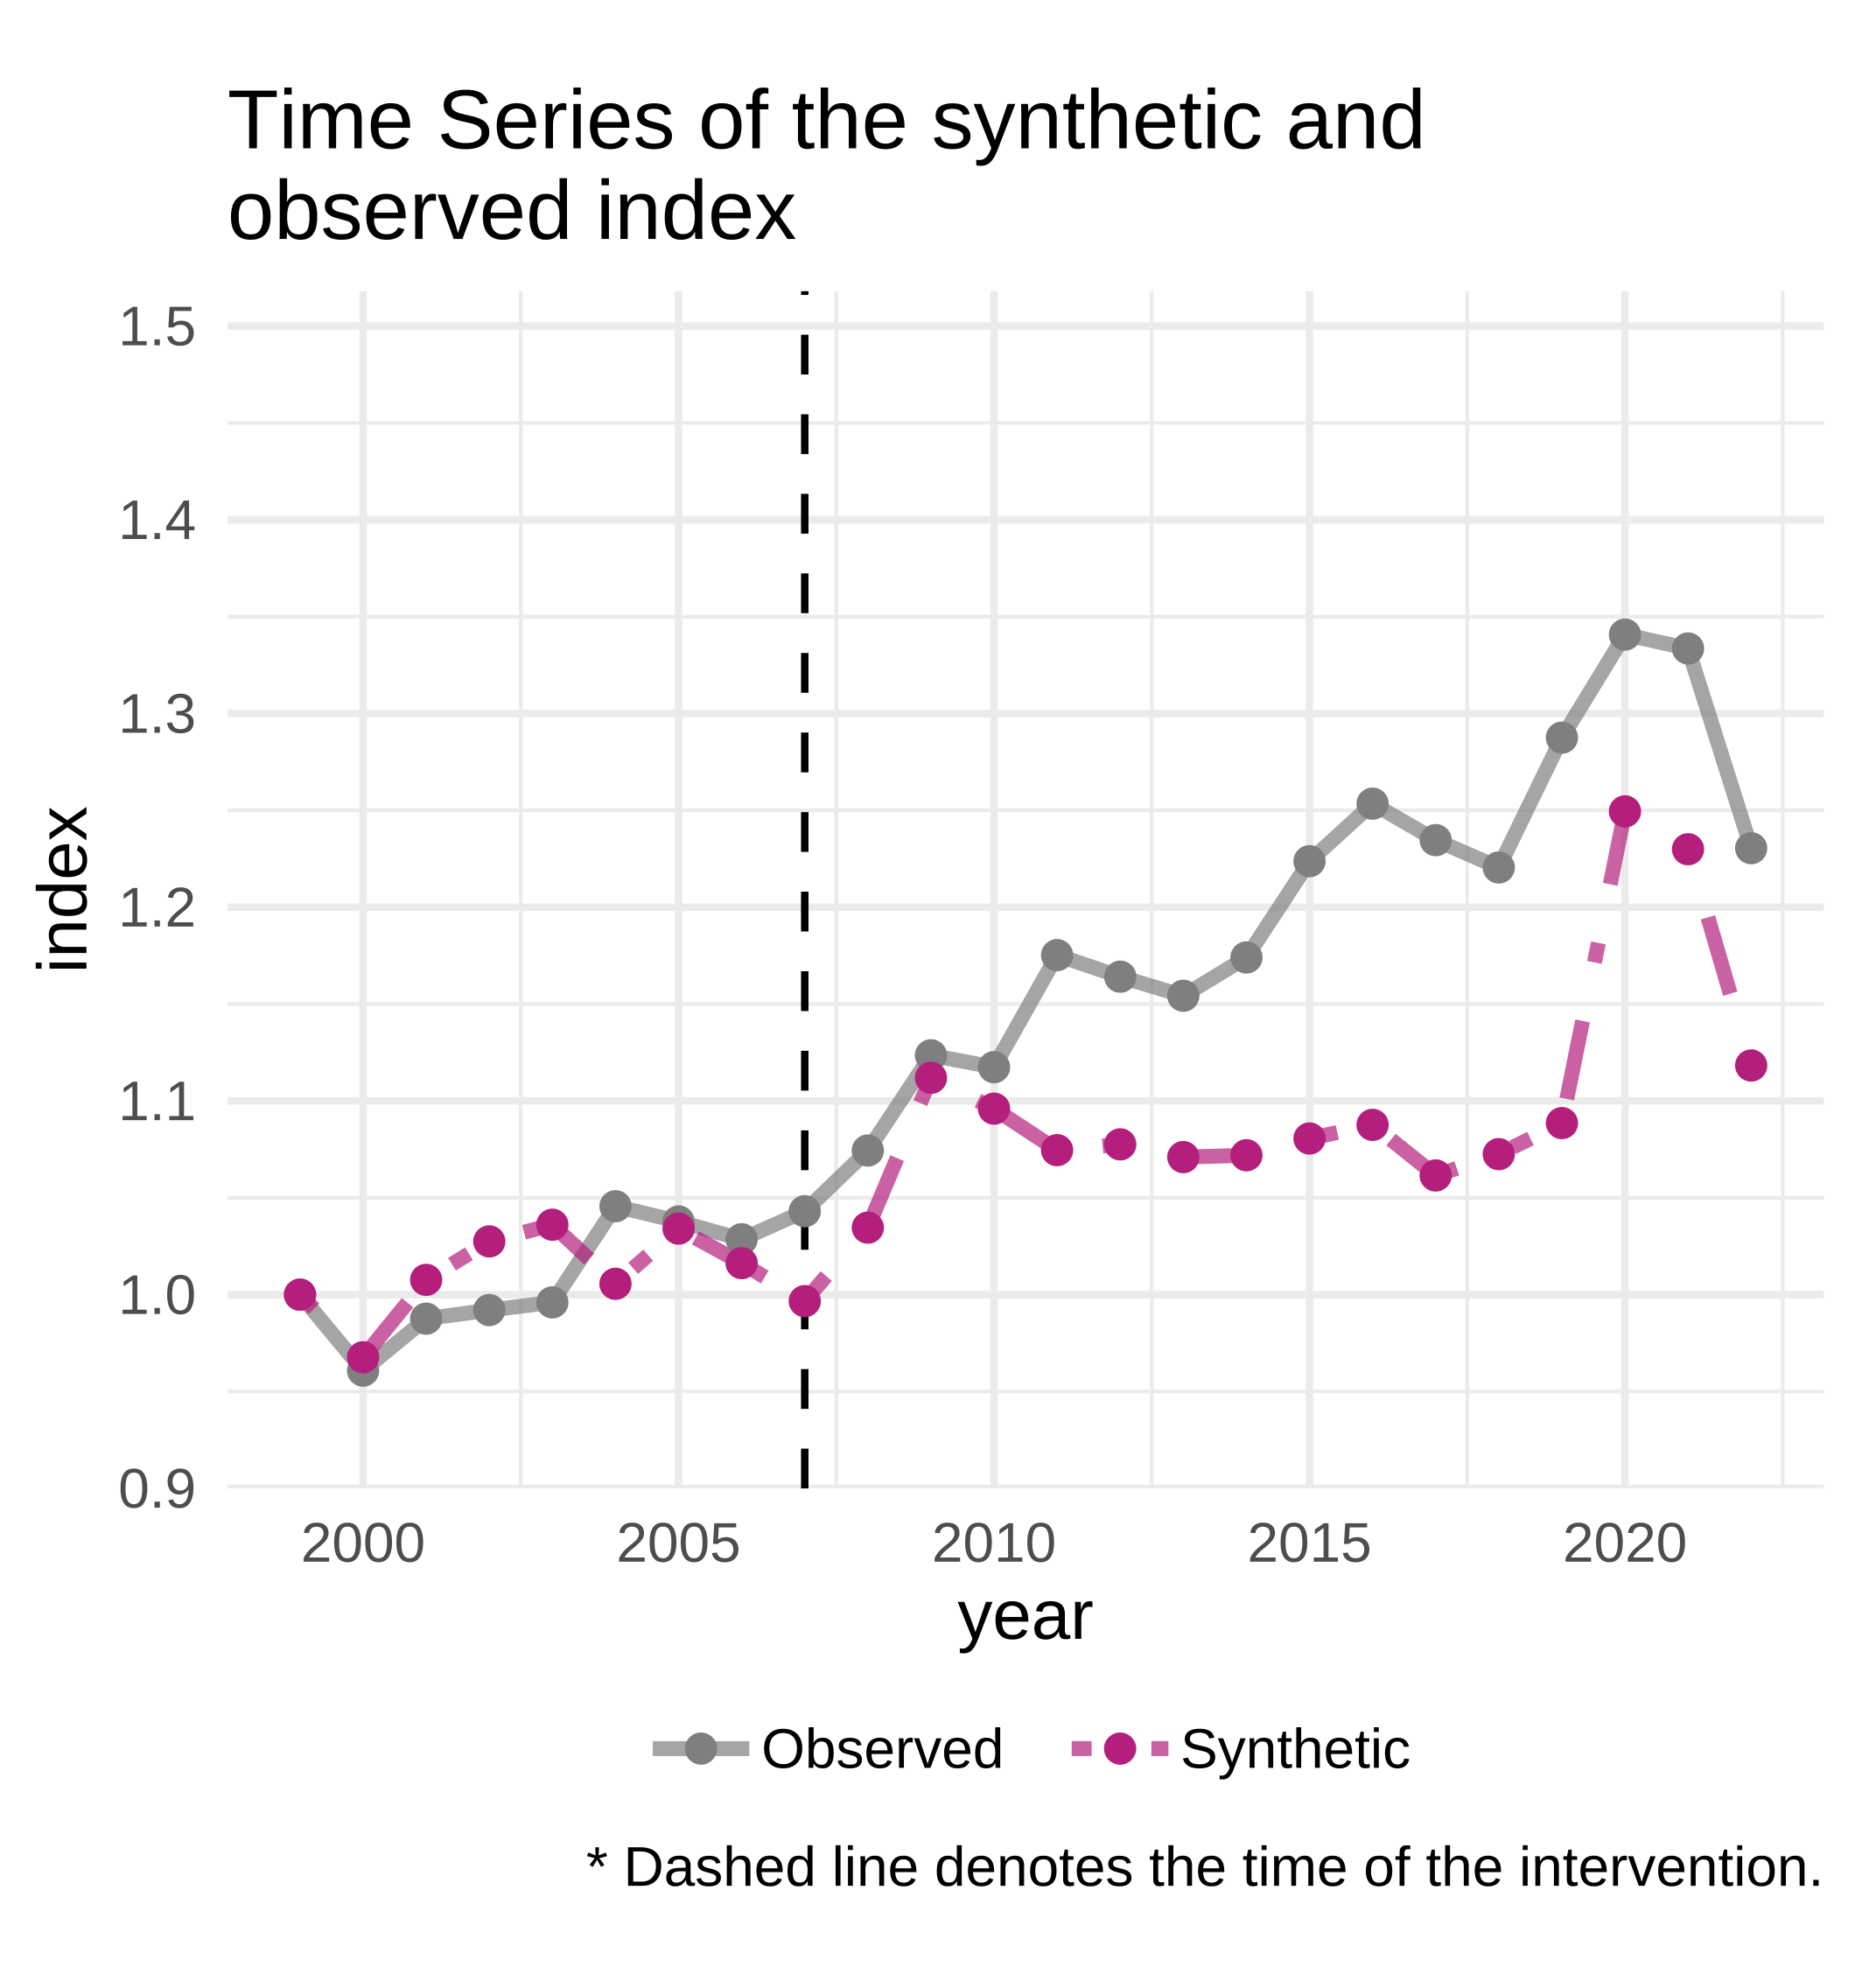 Time Series of the synthetic and
observed index
1.5
1.4
1.3
1.2
1.1
1.0
0.9
index
2000 2005 2010 2015 2020
year
Observed Synthetic
* Dashed line denotes the time of the intervention.